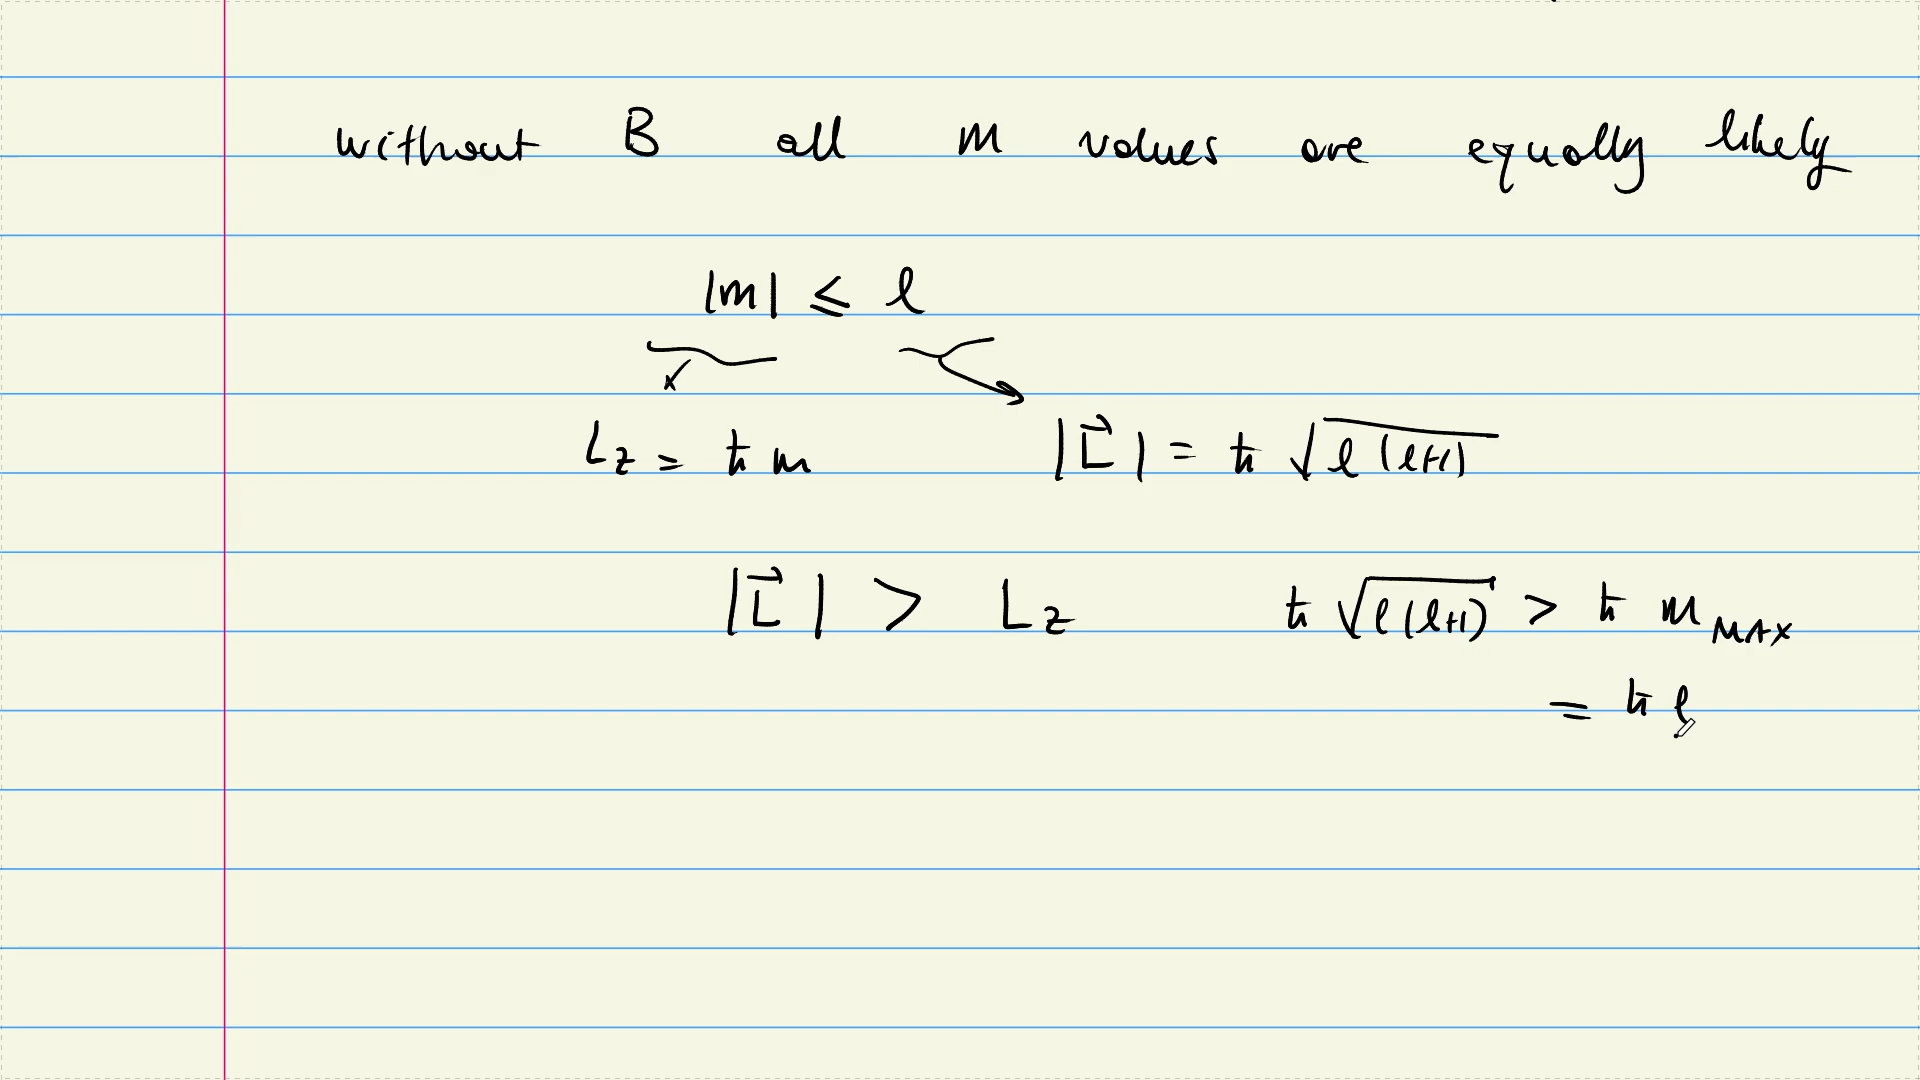 without B all m values are equally likely
|m| ≤ l
L_z = ħ m |L⃗| = ħ √l(l+1)
|L⃗| > L_z ħ √l(l+1) > ħ m_MAX
= ħ l